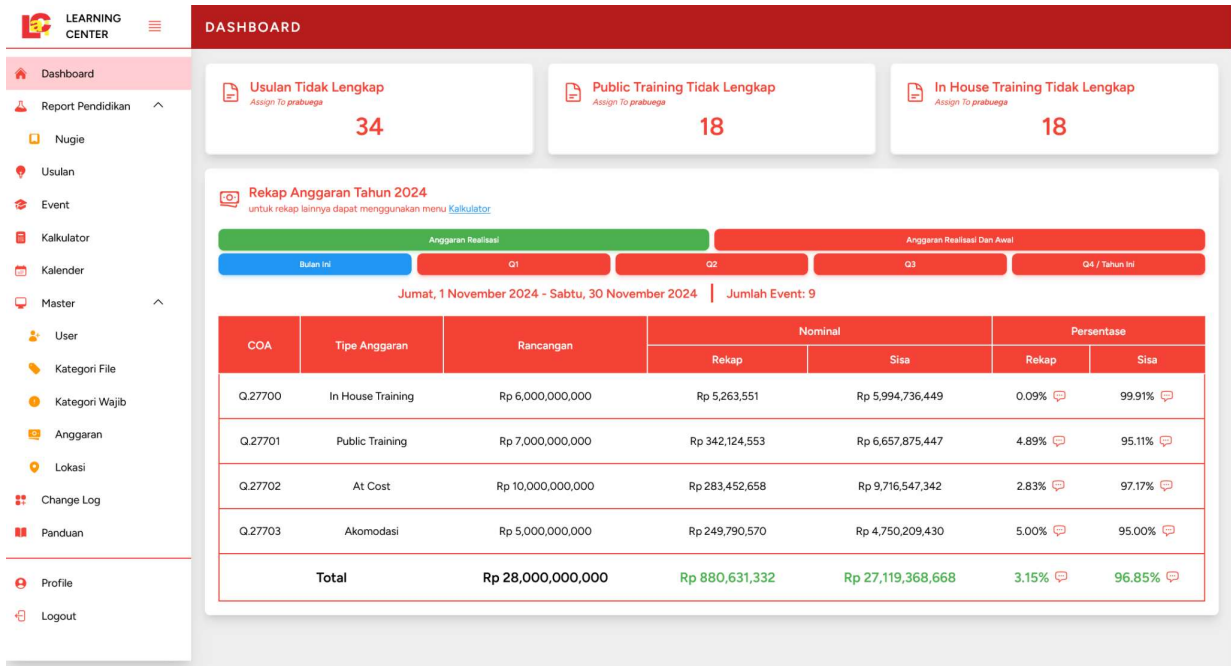 LEARNING
CENTER
DASHBOARD
Dashboard
Report Pendidikan
Nugie
Usulan
Event
Kalkulator
Kalender
Master
User
Kategori File
Kategori Wajib
Anggaran
Lokasi
Change Log
Panduan
Profile
Logout
Usulan Tidak Lengkap
Assign To prabuega
34
Public Training Tidak Lengkap
Assign To prabuega
18
In House Training Tidak Lengkap
Assign To prabuega
18
Rekap Anggaran Tahun 2024
untuk rekap lainnya dapat menggunakan menu Kalkulator
Anggaran Realisasi Anggaran Realisasi Dan Awal
Bulan Ini Q1 Q2 Q3 Q4 / Tahun Ini
Jumat, 1 November 2024 - Sabtu, 30 November 2024 | Jumlah Event: 9
COA Tipe Anggaran Rancangan Nominal Persentase
Rekap Sisa Rekap Sisa
Q.27700 In House Training Rp 6,000,000,000 Rp 5,263,551 Rp 5,994,736,449 0.09% 99.91%
Q.27701 Public Training Rp 7,000,000,000 Rp 342,124,553 Rp 6,657,875,447 4.89% 95.11%
Q.27702 At Cost Rp 10,000,000,000 Rp 283,452,658 Rp 9,716,547,342 2.83% 97.17%
Q.27703 Akomodasi Rp 5,000,000,000 Rp 249,790,570 Rp 4,750,209,430 5.00% 95.00%
Total Rp 28,000,000,000 Rp 880,631,332 Rp 27,119,368,668 3.15% 96.85%